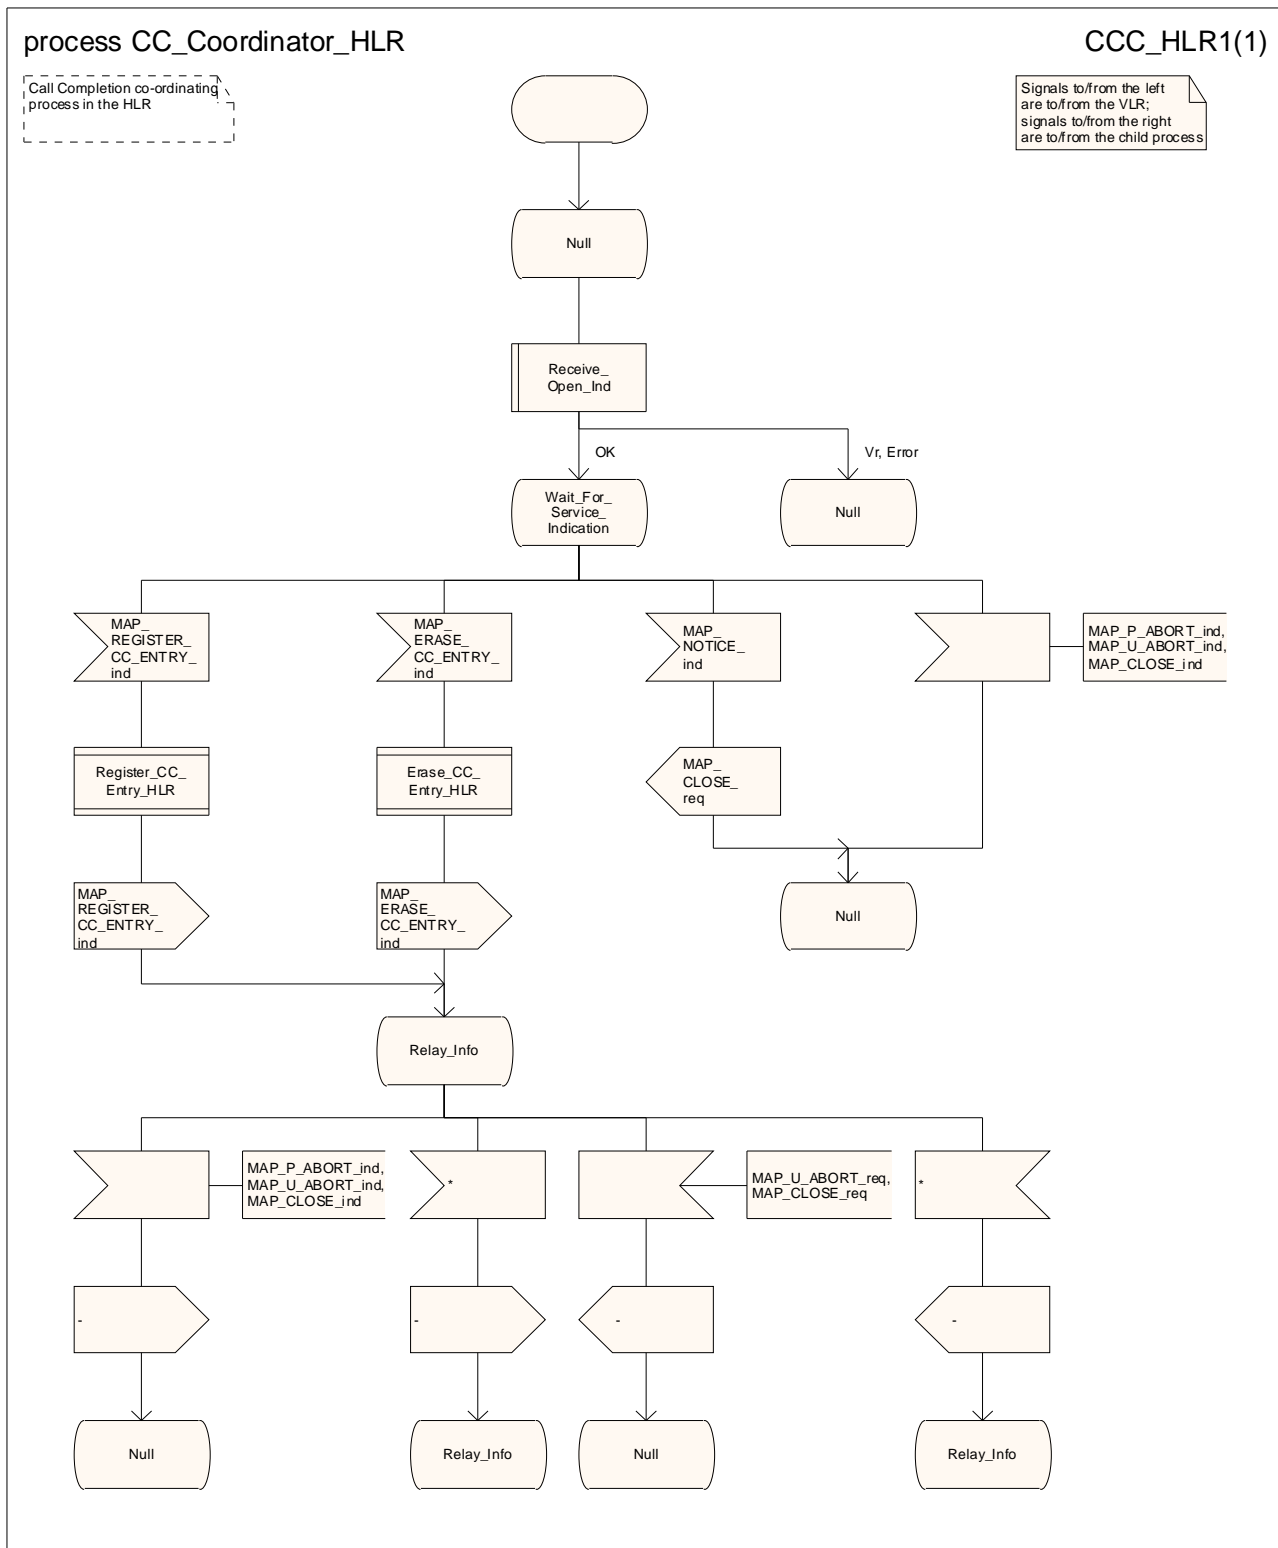 process CC_Coordinator_HLR
CCC_HLR1(1)
Call Completion co-ordinating
process in the HLR
Signals to/from the left
are to/from the VLR;
signals to/from the right
are to/from the child process
Null
Receive_
Open_Ind
OK
Vr, Error
Wait_For_
Service_
Indication
Null
MAP_
REGISTER_
CC_ENTRY_
ind
MAP_
ERASE_
CC_ENTRY_
ind
MAP_
NOTICE_
ind
MAP_P_ABORT_ind,
MAP_U_ABORT_ind,
MAP_CLOSE_ind
Register_CC_
Entry_HLR
Erase_CC_
Entry_HLR
MAP_
CLOSE_
req
MAP_
REGISTER_
CC_ENTRY_
ind
MAP_
ERASE_
CC_ENTRY_
ind
Null
Relay_Info
MAP_P_ABORT_ind,
MAP_U_ABORT_ind,
MAP_CLOSE_ind
*
MAP_U_ABORT_req,
MAP_CLOSE_req
*
-
-
-
-
Null
Relay_Info
Null
Relay_Info